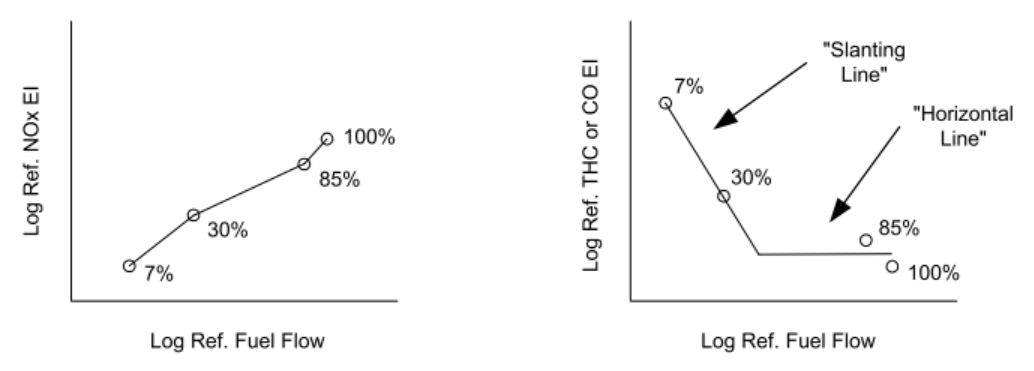 Log Ref. NOx EI
100%
85%
30%
7%
Log Ref. Fuel Flow
Log Ref. THC or CO EI
"Slanting
Line"
7%
"Horizontal
Line"
30%
85%
100%
Log Ref. Fuel Flow